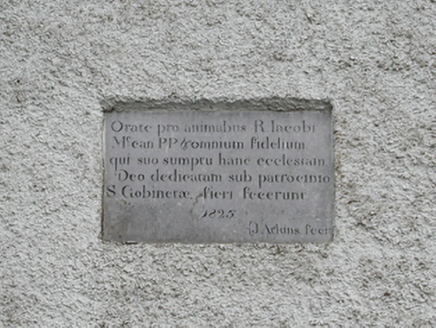 Orate pro animabus R. Iacobi
McCan PP & omnium fidelium
qui suo sumptu hanc ecclesiam
Deo dedicatam sub patrocinio
S Gobinetæ, fieri fecerunt
1825
J. Adams fecit